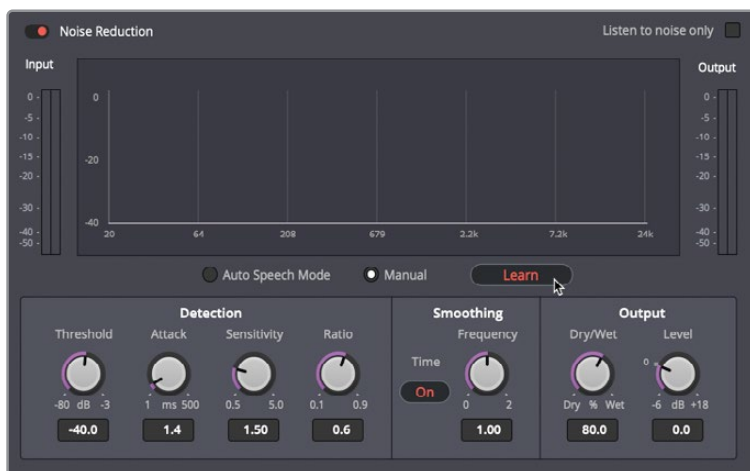 Noise Reduction
Listen to noise only
Input
Output
0 -
-5 -
-10 -
-15 -
-20 -
-30 -
-40 -
-50 -
0
-20
-40
20 64 208 679 2.2k 7.2k 24k
0 -
-5 -
-10 -
-15 -
-20 -
-30 -
-40 -
-50 -
Auto Speech Mode Manual Learn
Detection
Threshold Attack Sensitivity Ratio
-80 dB -3 1 ms 500 0.5 5.0 0.1 0.9
-40.0 1.4 1.50 0.6
Smoothing
Frequency
Time
On
0 2
1.00
Output
Dry/Wet Level
0
Dry % Wet -6 dB +18
80.0 0.0